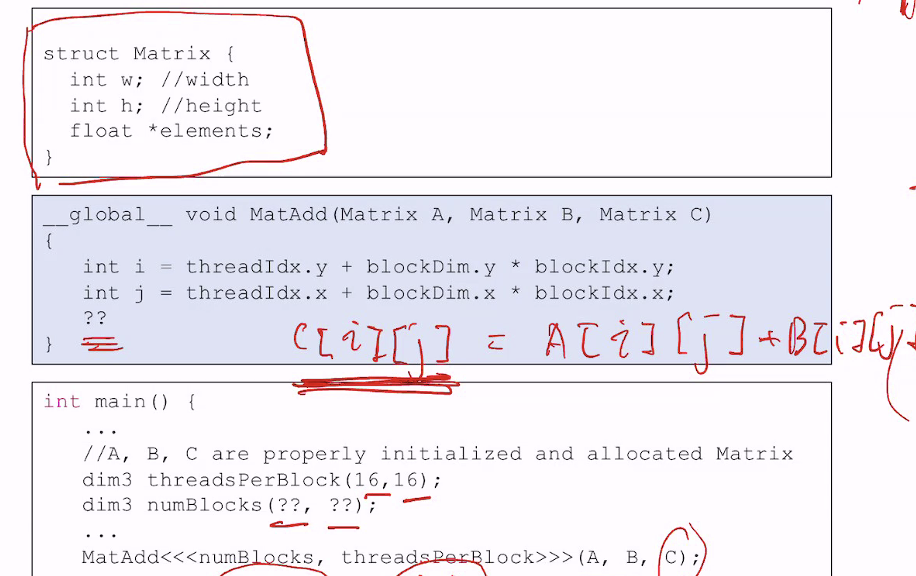 struct Matrix {
int w; //width
int h; //height
float *elements;
}
__global__ void MatAdd(Matrix A, Matrix B, Matrix C)
{
int i = threadIdx.y + blockDim.y * blockIdx.y;
int j = threadIdx.x + blockDim.x * blockIdx.x;
??
C[i][j] = A[i][j]+B[i][j]
}
int main() {
...
//A, B, C are properly initialized and allocated Matrix
dim3 threadsPerBlock(16,16);
dim3 numBlocks(??, ??);
...
MatAdd<<<numBlocks, threadsPerBlock>>>(A, B, C);